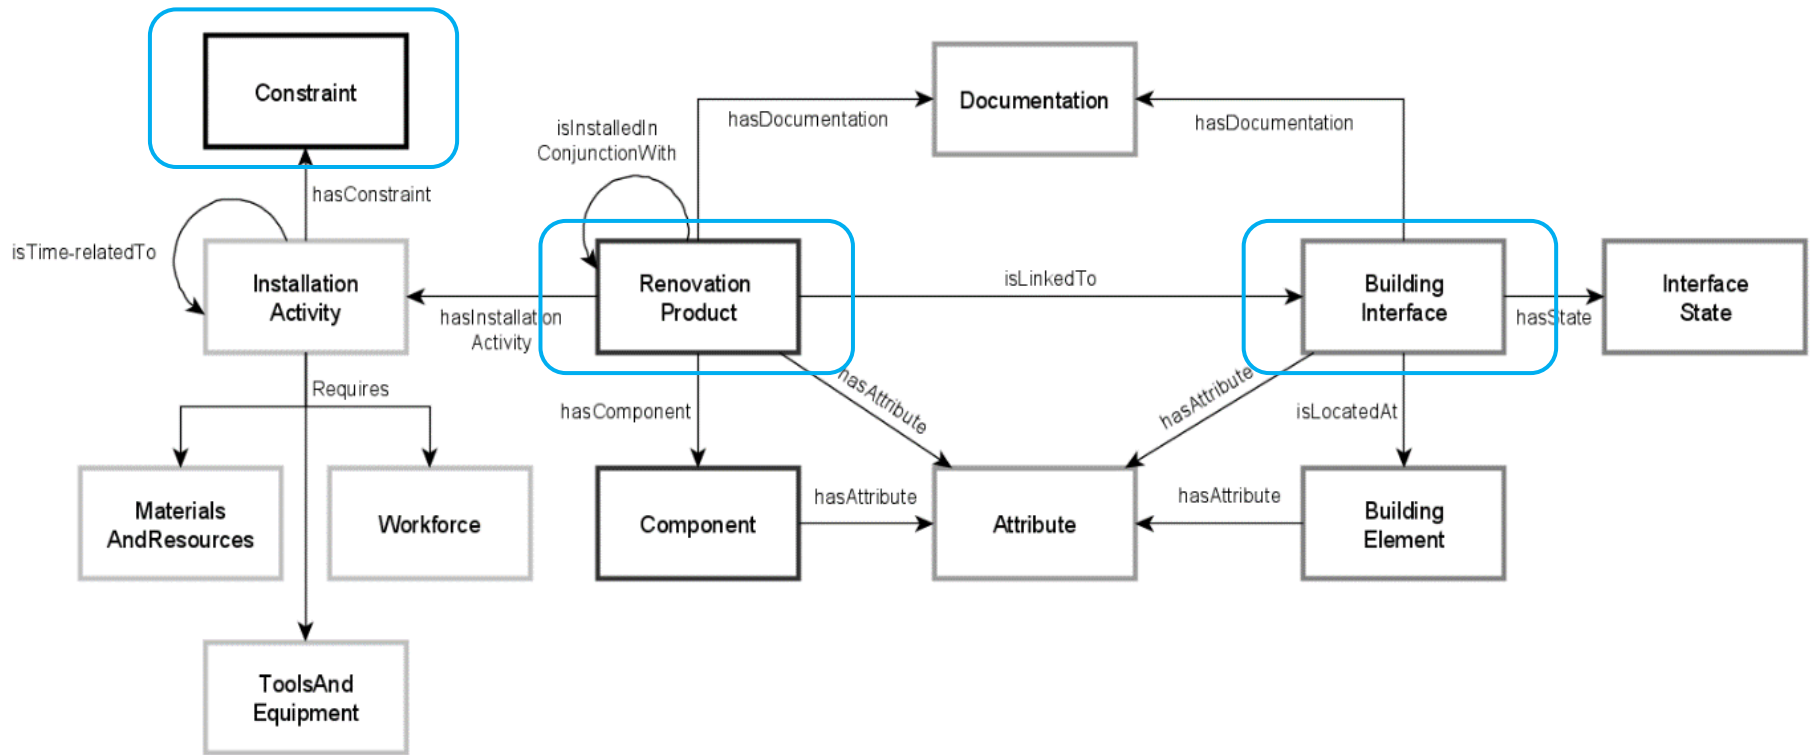 Constraint
Documentation
hasDocumentation
hasDocumentation
isInstalledIn
ConjunctionWith
hasConstraint
isTime-relatedTo
Installation
Activity
hasInstallation
Activity
Renovation
Product
isLinkedTo
Building
Interface
hasState
Interface
State
Requires
hasComponent
hasAttribute
hasAttribute
isLocatedAt
Materials
AndResources
Workforce
Component
hasAttribute
Attribute
hasAttribute
Building
Element
ToolsAnd
Equipment